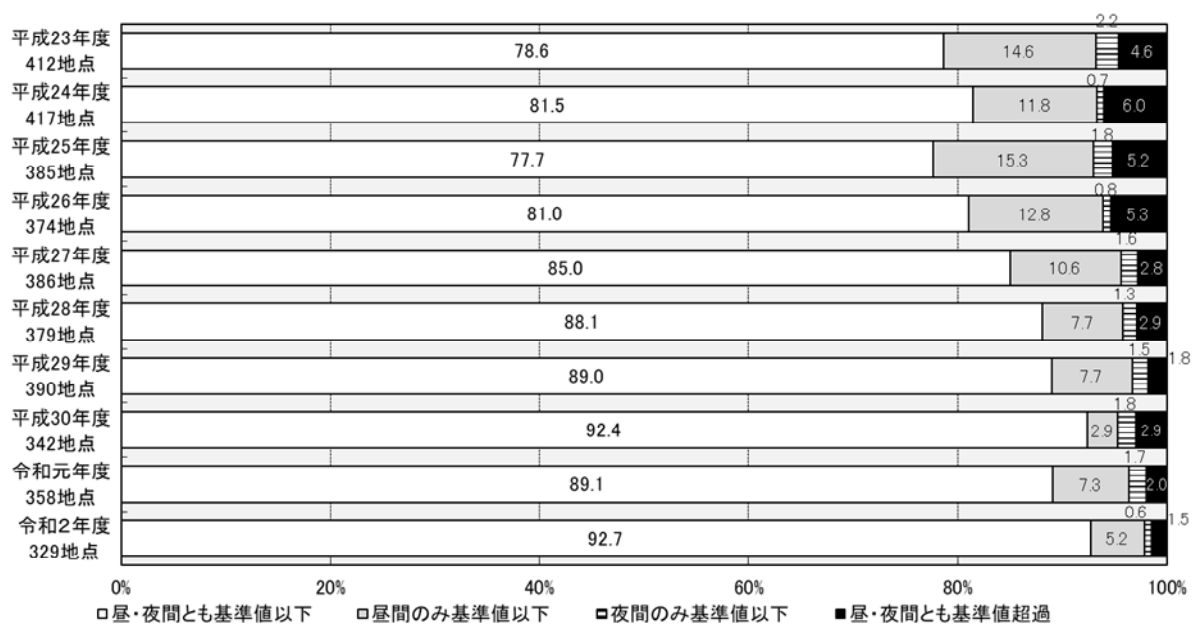 2.2
平成23年度
412地点
78.6
14.6
4.6
0.7
平成24年度
417地点
81.5
11.8
6.0
1.8
平成25年度
385地点
77.7
15.3
5.2
0.8
平成26年度
374地点
81.0
12.8
5.3
1.6
平成27年度
386地点
85.0
10.6
2.8
1.3
平成28年度
379地点
88.1
7.7
2.9
1.5
1.8
平成29年度
390地点
89.0
7.7
1.8
平成30年度
342地点
92.4
2.9
2.9
1.7
令和元年度
358地点
89.1
7.3
2.0
0.6
1.5
令和2年度
329地点
92.7
5.2
0% 20% 40% 60% 80% 100%
□昼・夜間とも基準値以下 昼間のみ基準値以下 夜間のみ基準値以下 ■昼・夜間とも基準値超過